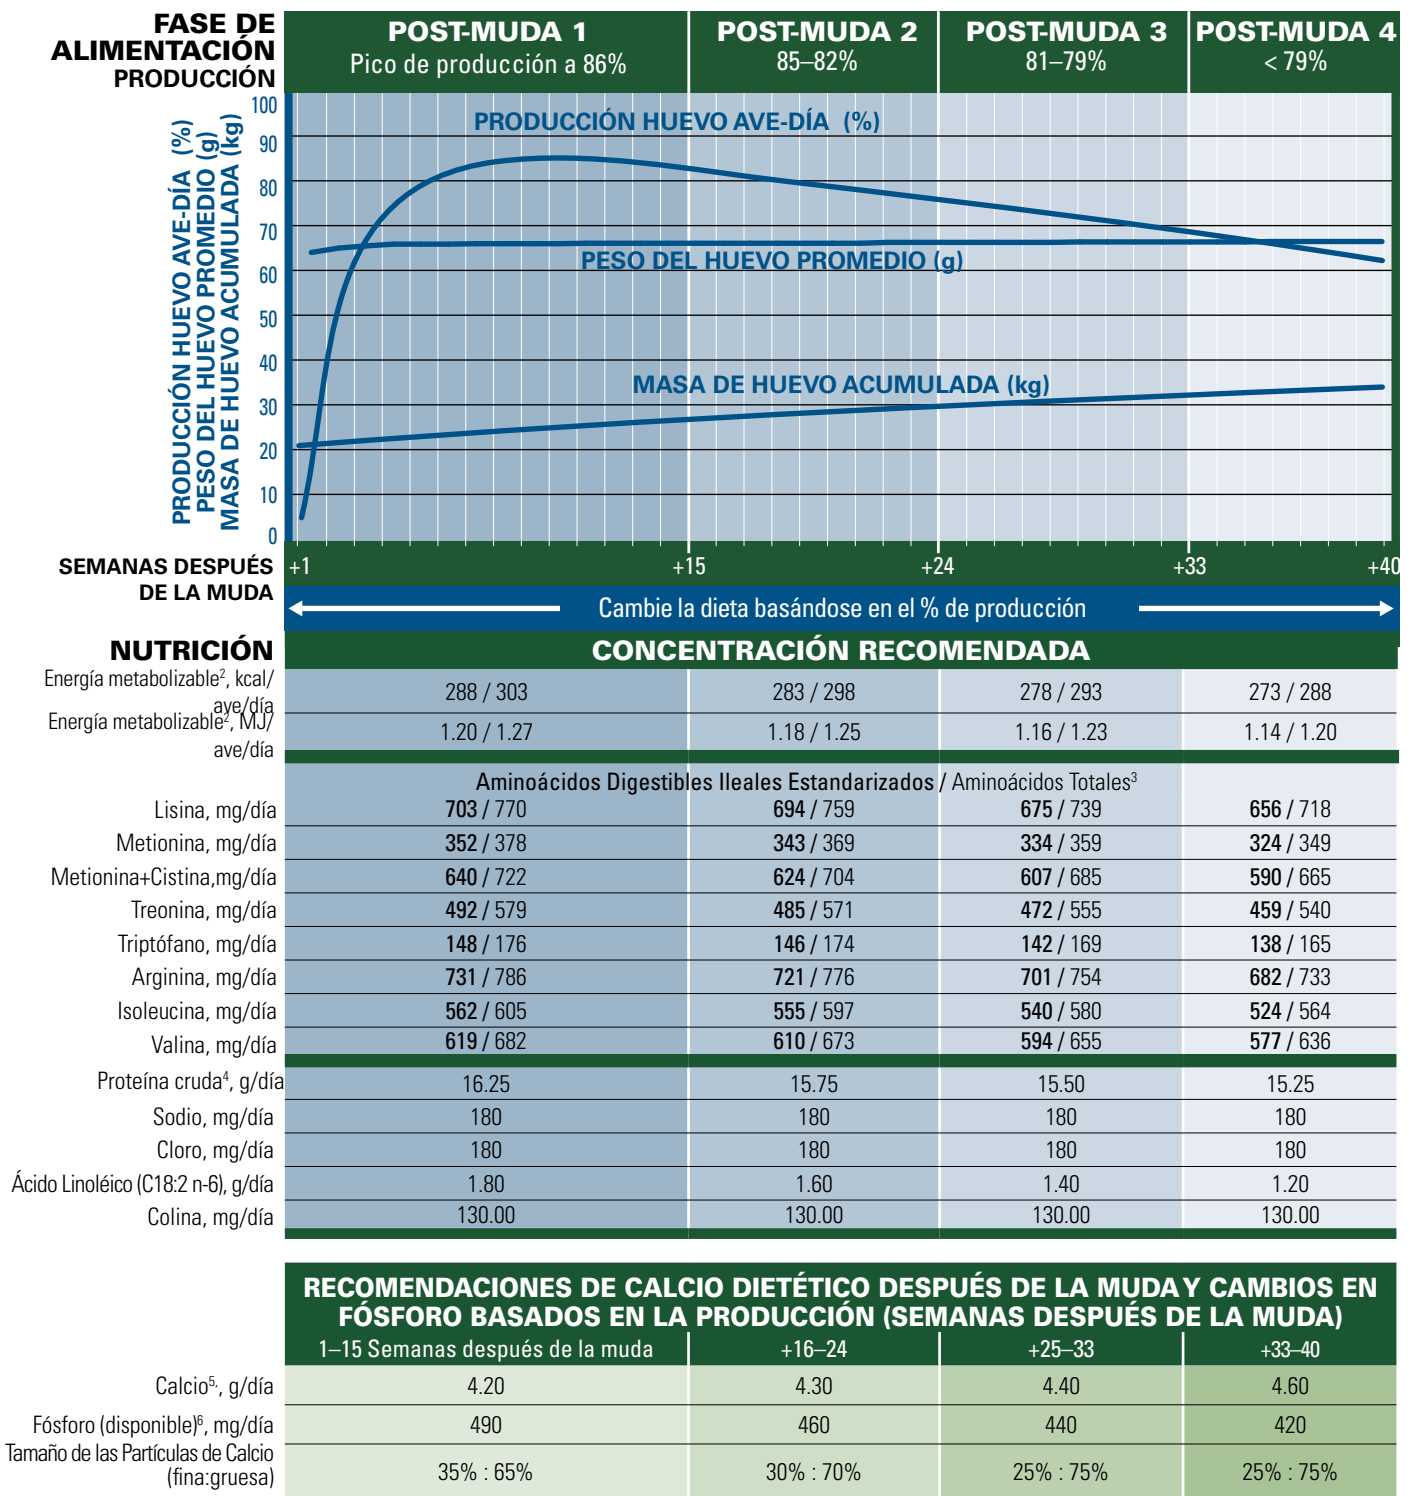 FASE DE
ALIMENTACIÓN
PRODUCCIÓN
POST-MUDA 1
Pico de producción a 86%
POST-MUDA 2
85–82%
POST-MUDA 3
81–79%
POST-MUDA 4
< 79%
PRODUCCIÓN HUEVO AVE-DÍA (%)
PESO DEL HUEVO PROMEDIO (g)
MASA DE HUEVO ACUMULADA (kg)
100
90
80
70
60
50
40
30
20
10
0
PRODUCCIÓN HUEVO AVE-DÍA (%)
PESO DEL HUEVO PROMEDIO (g)
MASA DE HUEVO ACUMULADA (kg)
SEMANAS DESPUÉS
DE LA MUDA
+1 +15 +24 +33 +40
Cambie la dieta basándose en el % de producción
NUTRICIÓN CONCENTRACIÓN RECOMENDADA
Energía metabolizable2, kcal/
ave/día
288 / 303 283 / 298 278 / 293 273 / 288
Energía metabolizable2, MJ/
ave/día
1.20 / 1.27 1.18 / 1.25 1.16 / 1.23 1.14 / 1.20
Aminoácidos Digestibles Ileales Estandarizados / Aminoácidos Totales3
Lisina, mg/día 703 / 770 694 / 759 675 / 739 656 / 718
Metionina, mg/día 352 / 378 343 / 369 334 / 359 324 / 349
Metionina+Cistina,mg/día 640 / 722 624 / 704 607 / 685 590 / 665
Treonina, mg/día 492 / 579 485 / 571 472 / 555 459 / 540
Triptófano, mg/día 148 / 176 146 / 174 142 / 169 138 / 165
Arginina, mg/día 731 / 786 721 / 776 701 / 754 682 / 733
Isoleucina, mg/día 562 / 605 555 / 597 540 / 580 524 / 564
Valina, mg/día 619 / 682 610 / 673 594 / 655 577 / 636
Proteína cruda4, g/día 16.25 15.75 15.50 15.25
Sodio, mg/día 180 180 180 180
Cloro, mg/día 180 180 180 180
Ácido Linoléico (C18:2 n-6), g/día 1.80 1.60 1.40 1.20
Colina, mg/día 130.00 130.00 130.00 130.00
RECOMENDACIONES DE CALCIO DIETÉTICO DESPUÉS DE LA MUDA Y CAMBIOS EN
FÓSFORO BASADOS EN LA PRODUCCIÓN (SEMANAS DESPUÉS DE LA MUDA)
1–15 Semanas después de la muda +16–24 +25–33 +33–40
Calcio5, g/día 4.20 4.30 4.40 4.60
Fósforo (disponible)6, mg/día 490 460 440 420
Tamaño de las Partículas de Calcio
(fina:gruesa)
35% : 65% 30% : 70% 25% : 75% 25% : 75%